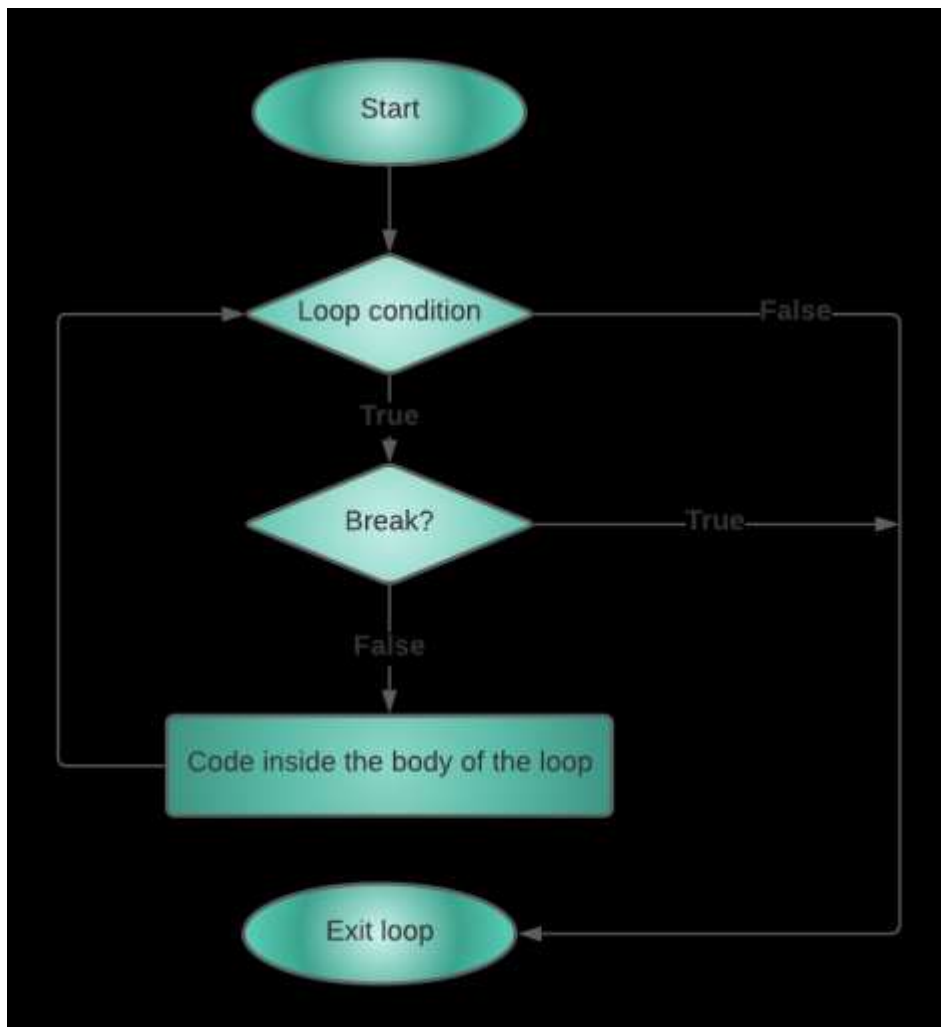 Start
Loop condition
False
True
Break?
True
False
Code inside the body of the loop
Exit loop